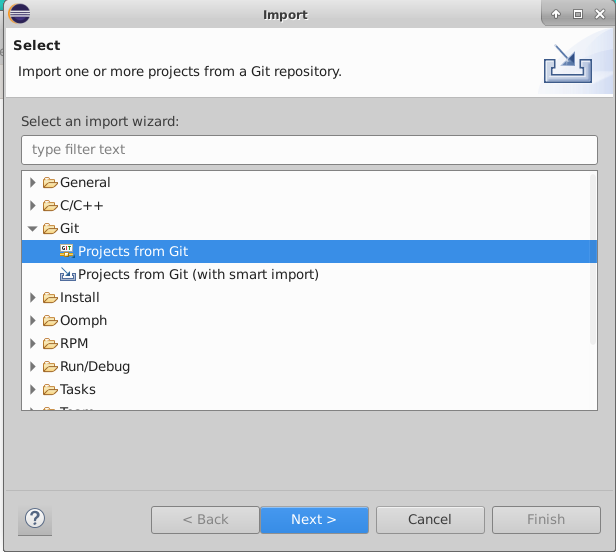 Import
Select
Import one or more projects from a Git repository.
Select an import wizard:
type filter text
General
C/C++
Git
GIT Projects from Git
Projects from Git (with smart import)
Install
Oomph
RPM
Run/Debug
Tasks
?
< Back
Next >
Cancel
Finish